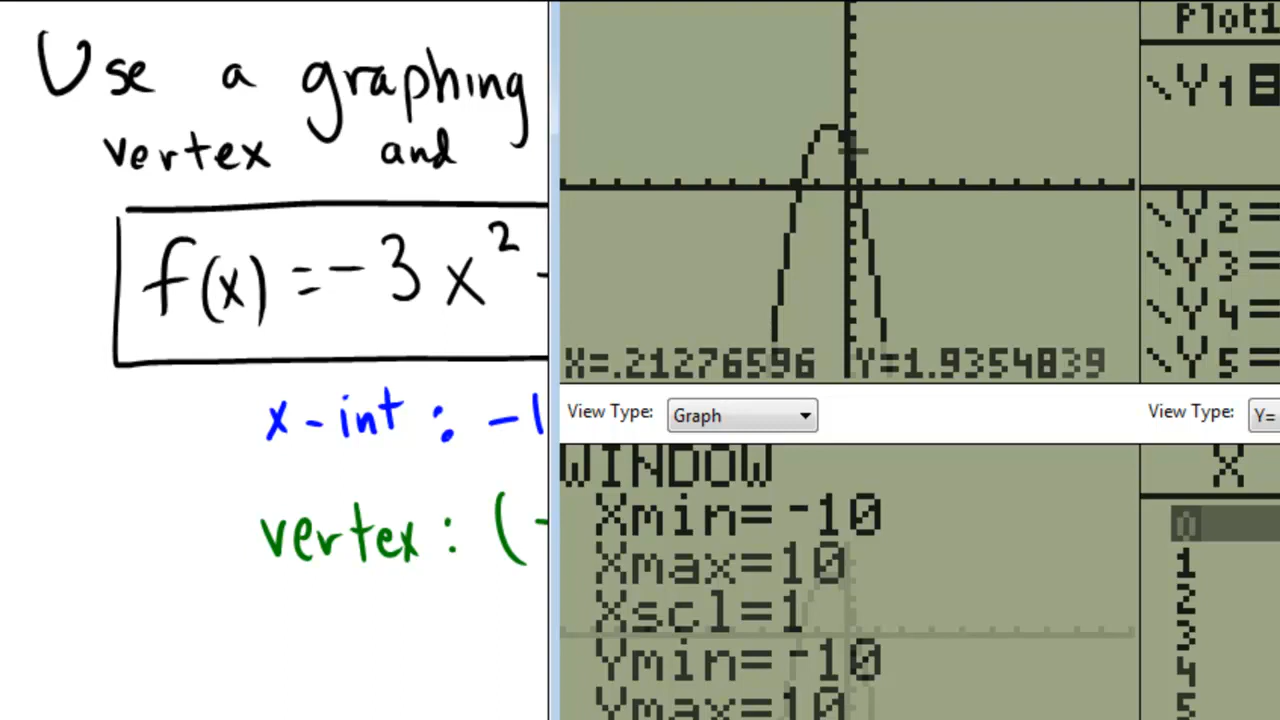 Use a graphing
vertex and
f(x) = -3x² -
x-int: -1
vertex: (-
X=.21276596 Y=1.9354839
View Type: Graph
WINDOW
Xmin=-10
Xmax=10
Xscl=1
Ymin=-10
Ymax=10
Plot1
\Y1=
\Y2=
\Y3=
\Y4=
\Y5=
View Type: Y=
X
0
1
2
3
4
5